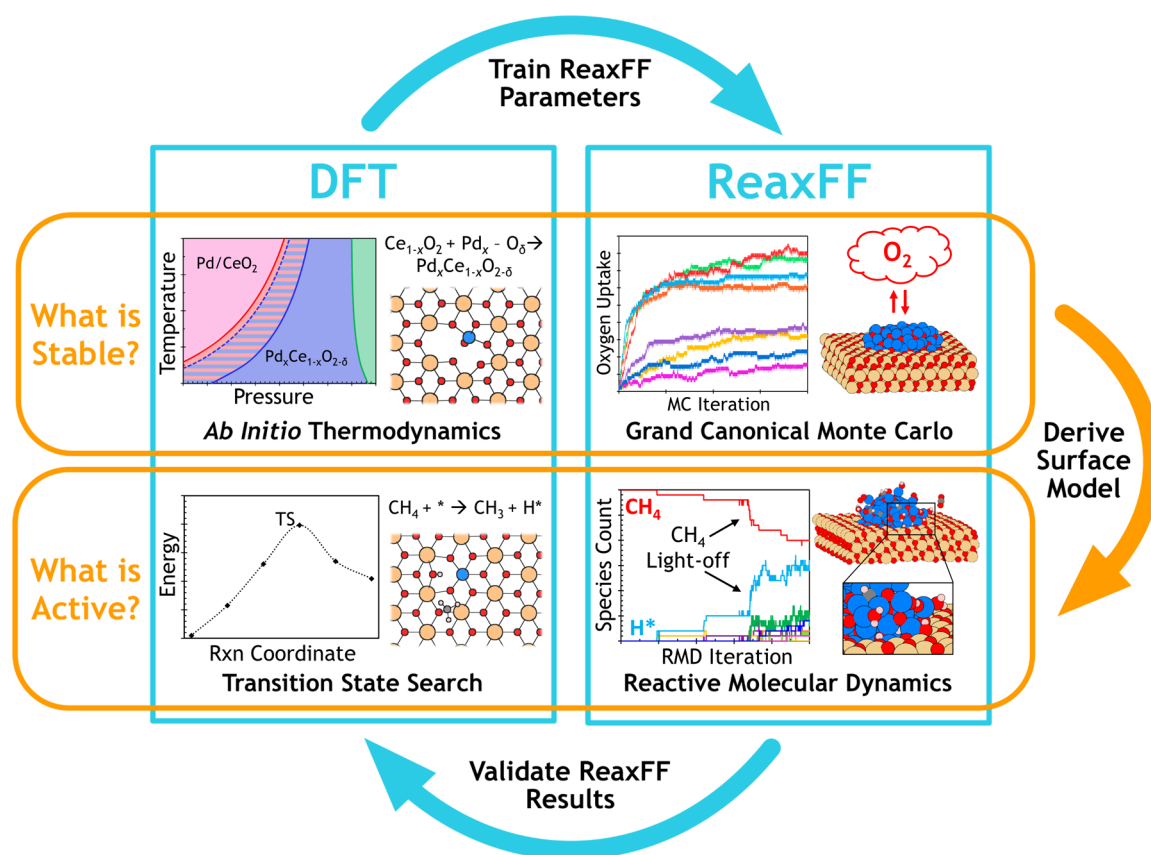 Train ReaxFF
Parameters
DFT
ReaxFF
What is
Stable?
Temperature
Pd/CeO₂
PdₓCe₁₋ₓO₂₋δ
Pressure
Ce₁₋ₓO₂ + Pdₓ - Oδ→
PdₓCe₁₋ₓO₂₋δ
Ab Initio Thermodynamics
Oxygen Uptake
MC Iteration
O₂
Grand Canonical Monte Carlo
Derive
Surface
Model
What is
Active?
Energy
TS
Rxn Coordinate
CH₄ + * → CH₃ + H*
Transition State Search
Species Count
CH₄
CH₄
Light-off
H*
RMD Iteration
Reactive Molecular Dynamics
Validate ReaxFF
Results